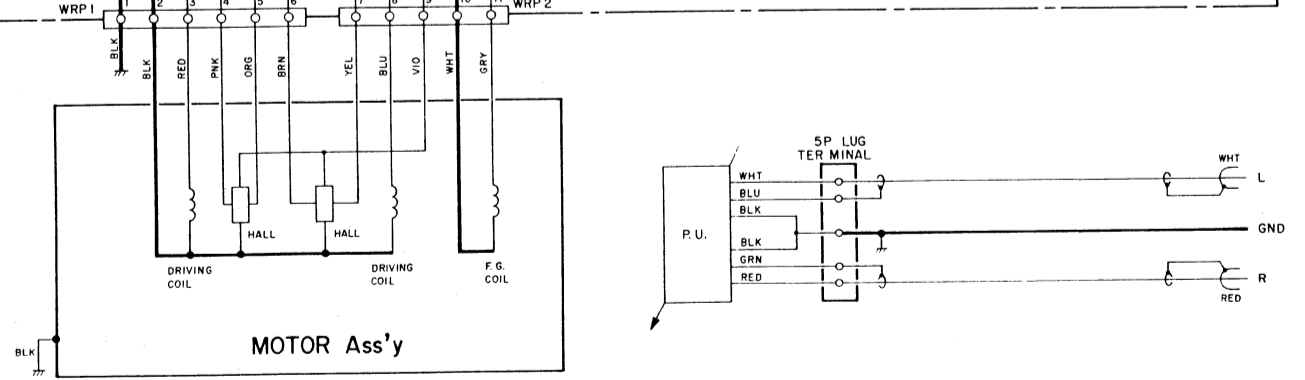 WRP 1
1 2 3 4 5 6
7 8 9 10 11
WRP 2
BLK BLK RED PNK ORG BRN YEL BLU VIO WHT GRY
HALL HALL
DRIVING COIL
DRIVING COIL
F. G. COIL
BLK
MOTOR Ass'y
5P LUG
TERMINAL
P. U.
WHT
BLU
BLK
BLK
GRN
RED
WHT
L
GND
R
RED